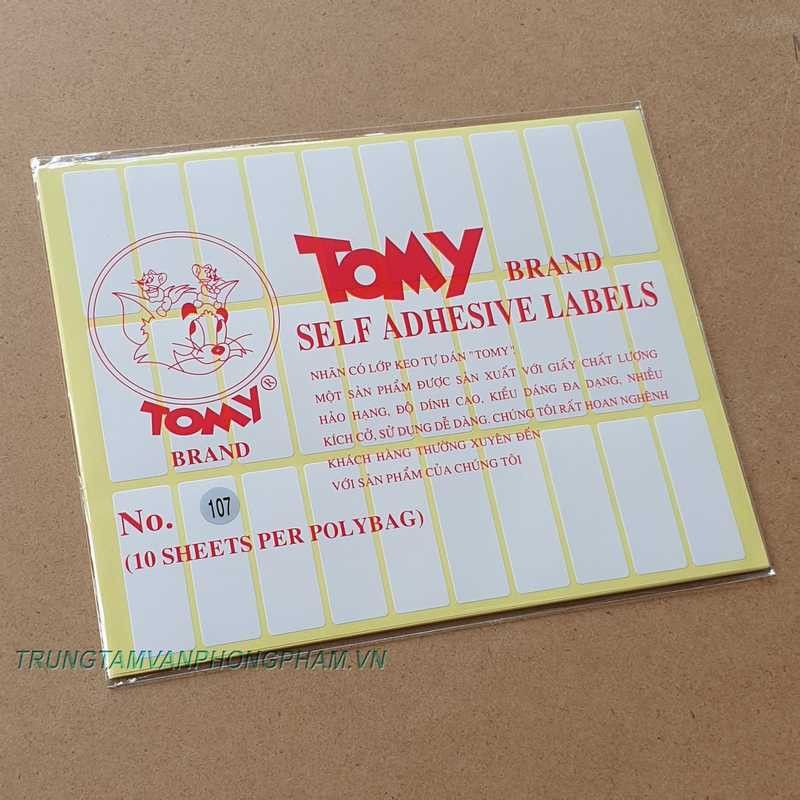 TOMY BRAND
SELF ADHESIVE LABELS
NHÃN CÓ LỚP KEO TỰ DÁN "TOMY".
MỘT SẢN PHẨM ĐƯỢC SẢN XUẤT VỚI GIẤY CHẤT LƯỢNG
HẢO HẠNG, ĐỘ DÍNH CAO, KIỂU DÁNG ĐA DẠNG, NHIỀU
KÍCH CỞ, SỬ DỤNG DỄ DÀNG. CHÚNG TÔI RẤT HOAN NGHÊNH
KHÁCH HÀNG THƯỜNG XUYÊN ĐẾN
VỚI SẢN PHẨM CỦA CHÚNG TÔI
TOMY®
BRAND
No. 107
(10 SHEETS PER POLYBAG)
TRUNGTAMVANPHONGPHAM.VN